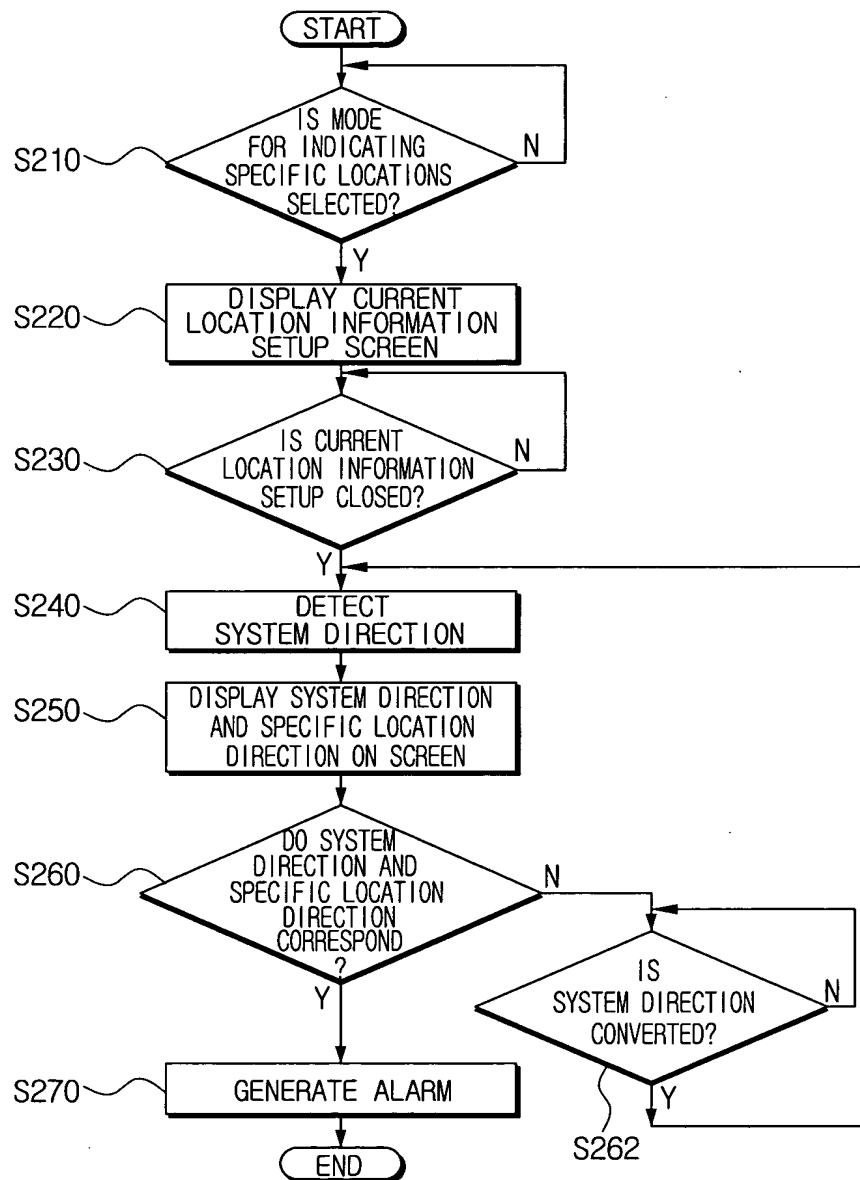 START
S210
IS MODE
FOR INDICATING
SPECIFIC LOCATIONS
SELECTED?
N
Y
S220
DISPLAY CURRENT
LOCATION INFORMATION
SETUP SCREEN
S230
IS CURRENT
LOCATION INFORMATION
SETUP CLOSED?
N
Y
S240
DETECT
SYSTEM DIRECTION
S250
DISPLAY SYSTEM DIRECTION
AND SPECIFIC LOCATION
DIRECTION ON SCREEN
S260
DO SYSTEM
DIRECTION AND
SPECIFIC LOCATION
DIRECTION
CORRESPOND
?
N
Y
IS
SYSTEM DIRECTION
CONVERTED?
N
Y
S262
S270
GENERATE ALARM
END